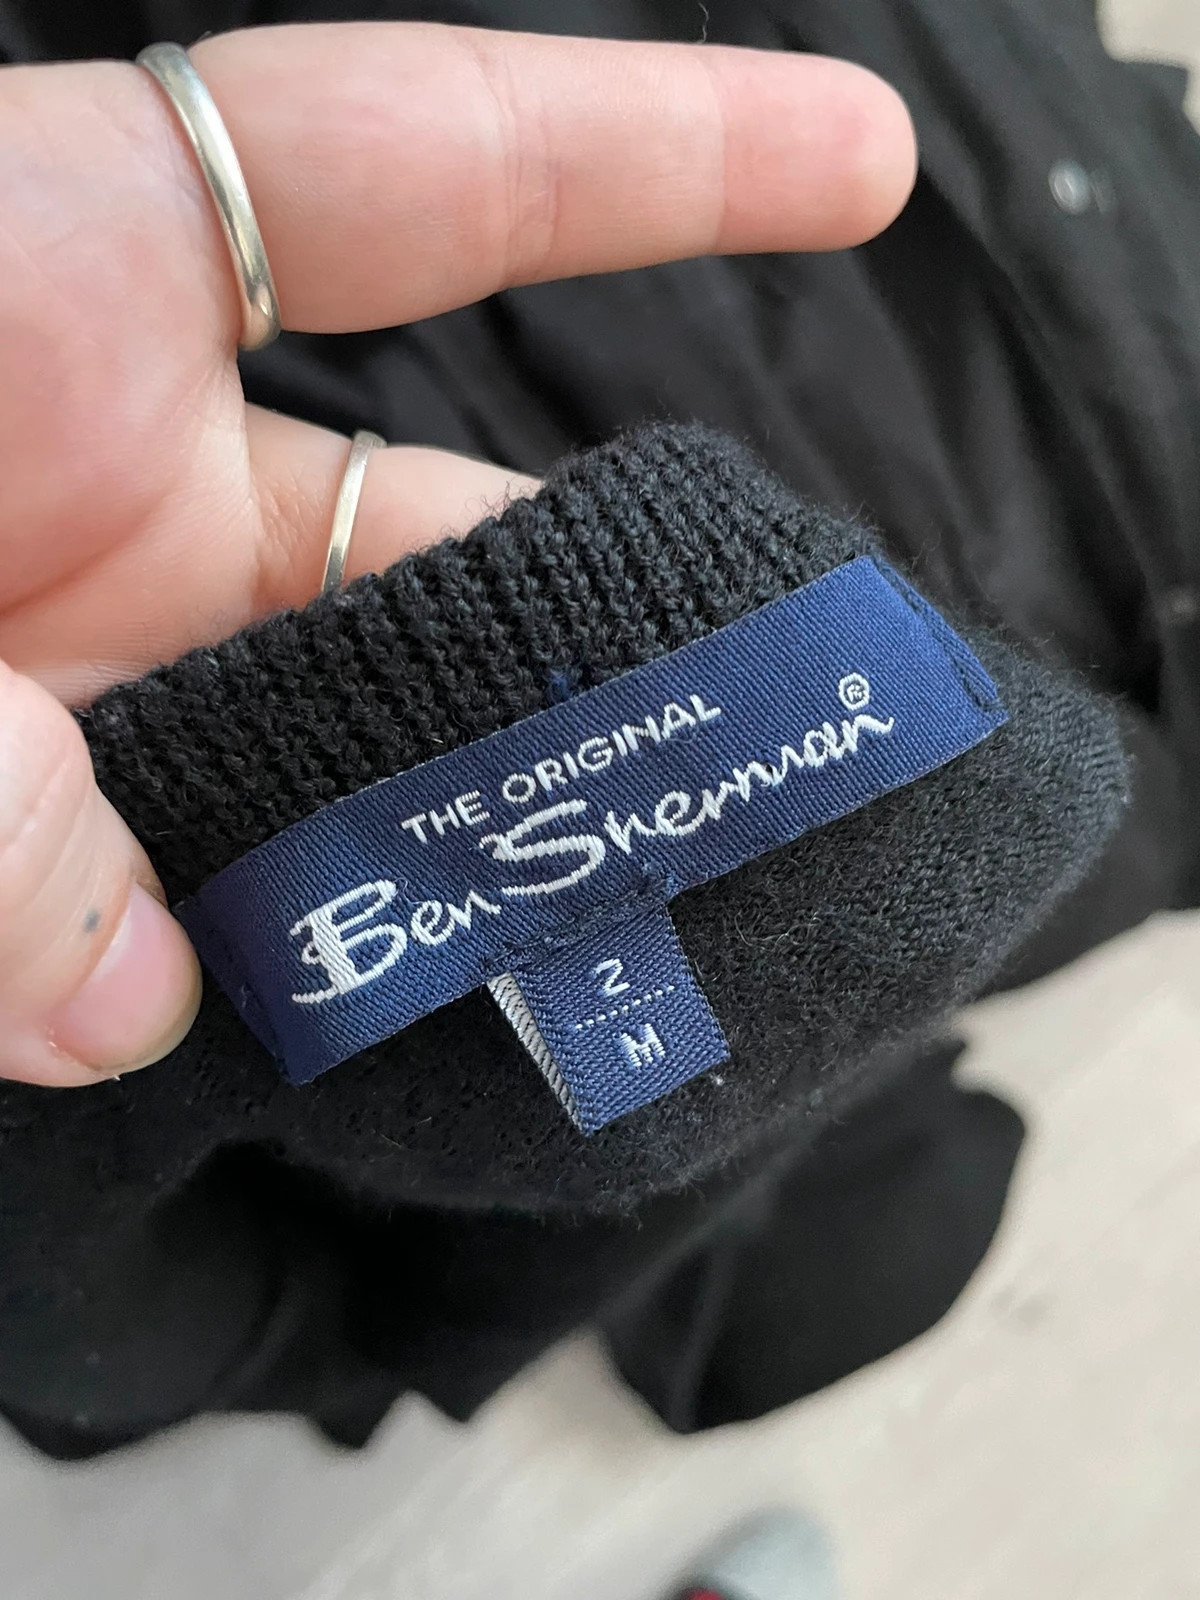 THE ORIGINAL
Ben Sherman®
2
M